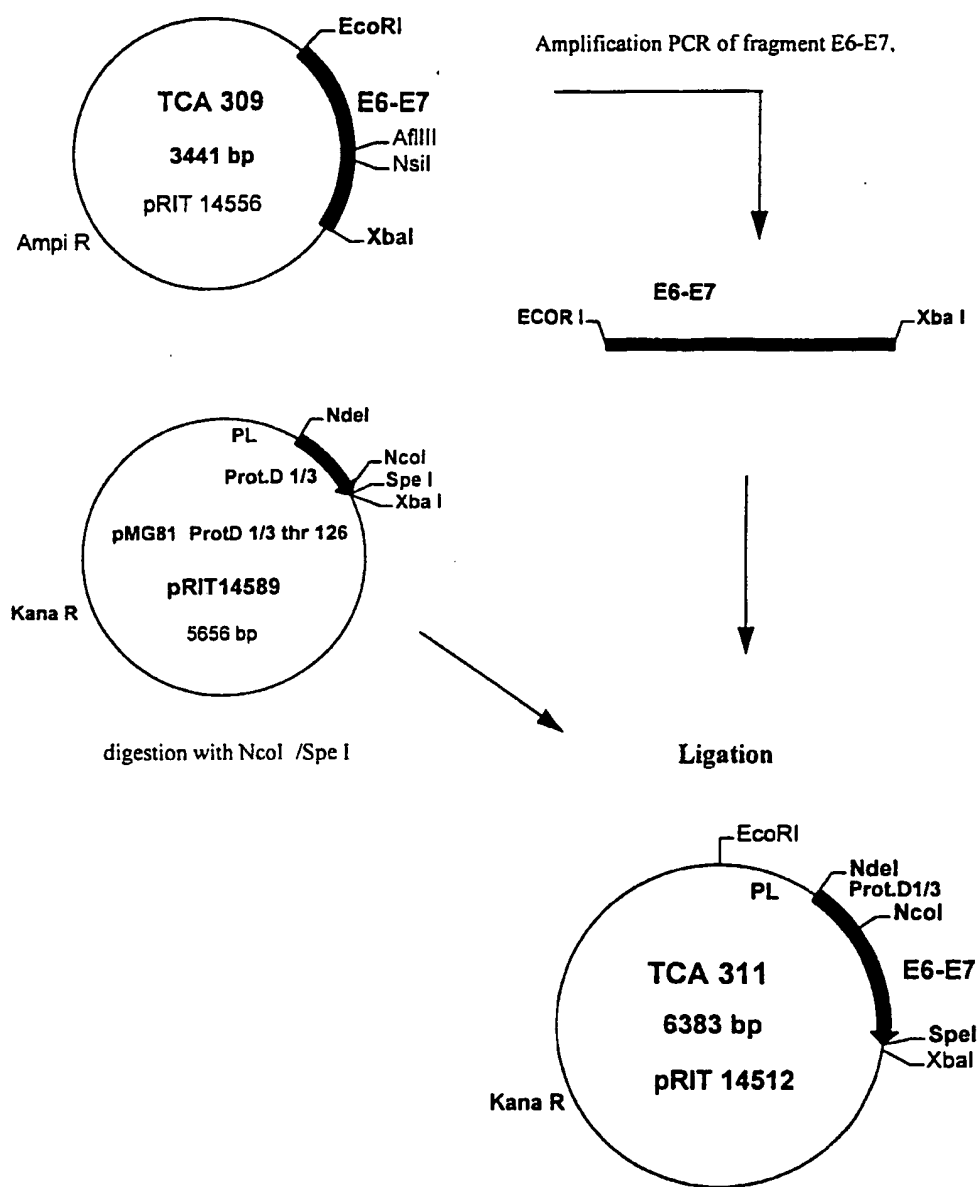 EcoRI
TCA 309
E6-E7
3441 bp
AflIII
NsiI
pRIT 14556
Ampi R
XbaI
Amplification PCR of fragment E6-E7.
E6-E7
ECOR I
Xba I
NdeI
PL
NcoI
Prot.D 1/3
Spe I
Xba I
pMG81 ProtD 1/3 thr 126
pRIT14589
Kana R
5656 bp
digestion with NcoI /Spe I
Ligation
EcoRI
NdeI
PL
Prot.D1/3
NcoI
TCA 311
E6-E7
6383 bp
SpeI
XbaI
pRIT 14512
Kana R